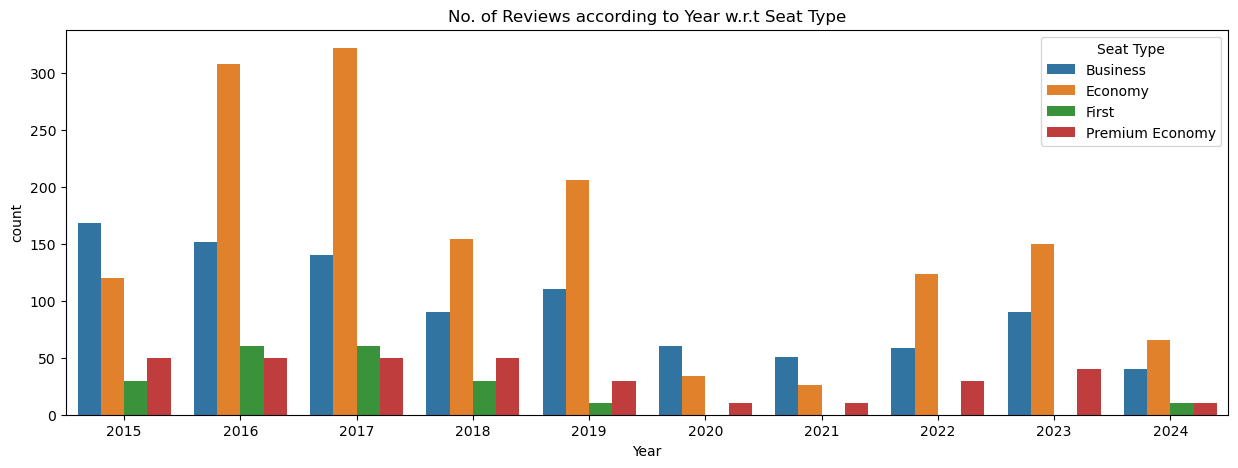 No. of Reviews according to Year w.r.t Seat Type
Seat Type
Business
Economy
First
Premium Economy
count
300
250
200
150
100
50
0
2015 2016 2017 2018 2019 2020 2021 2022 2023 2024
Year